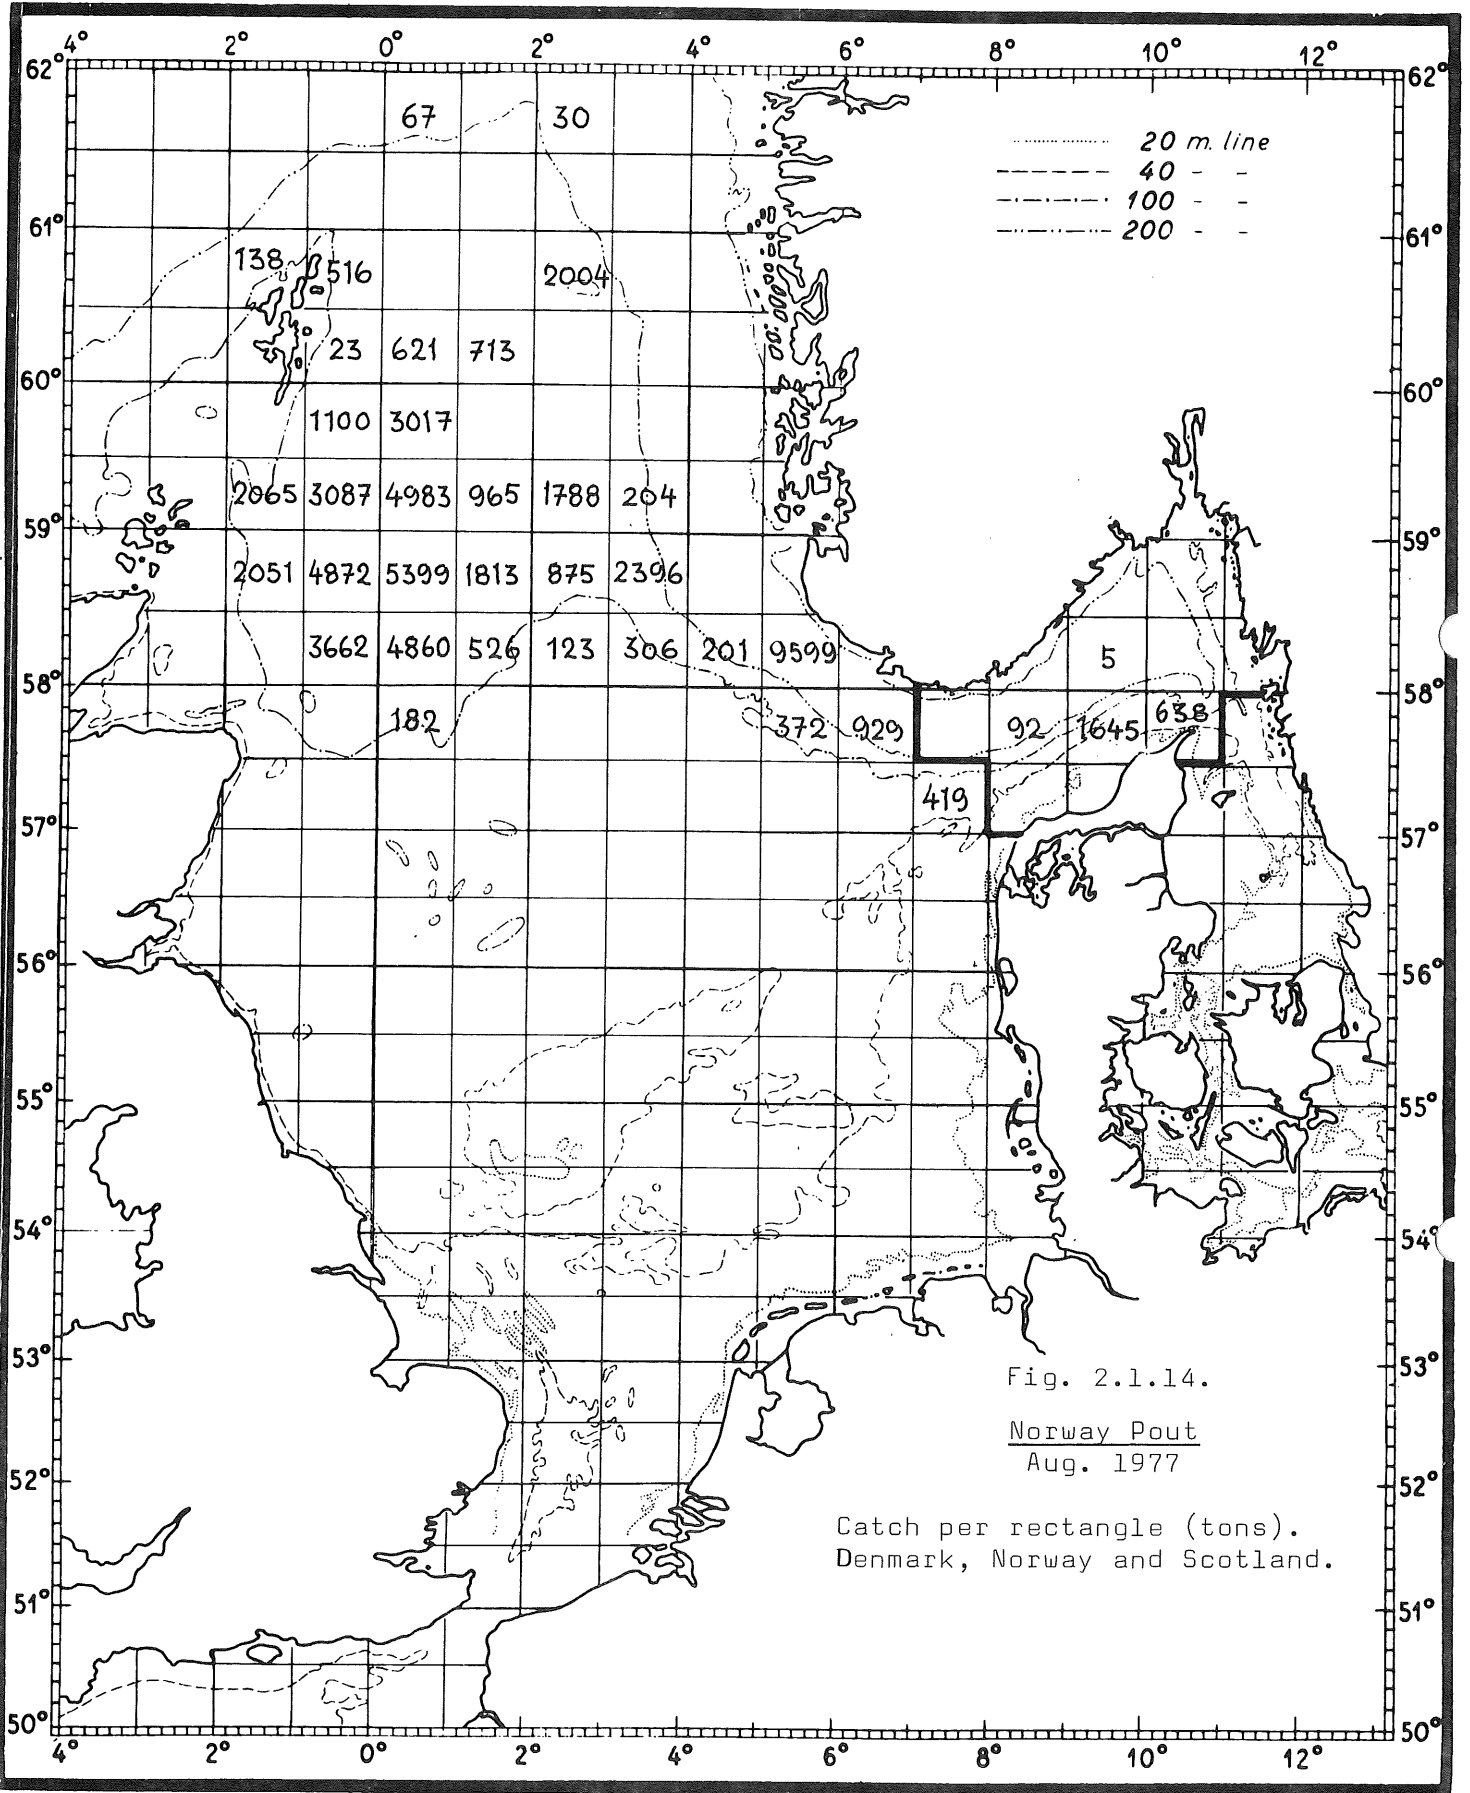 4° 2° 0° 2° 4° 6° 8° 10° 12°
62° 62°
67 30
20 m. line
40 - -
100 - -
200 - -
61° 61°
138 516 2004
23 621 713
60° 60°
1100 3017
2065 3087 4983 965 1788 204
59° 59°
2051 4872 5399 1813 875 2396
3662 4860 526 123 306 201 9599 5
58° 58°
182 372 929 92 1645 638
419
57° 57°
56° 56°
55° 55°
54° 54°
53° 53°
Fig. 2.1.14.
Norway Pout
Aug. 1977
52° 52°
Catch per rectangle (tons).
Denmark, Norway and Scotland.
51° 51°
50° 50°
4° 2° 0° 2° 4° 6° 8° 10° 12°